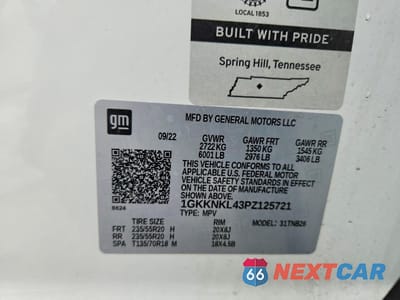 LOCAL 1853
BUILT WITH PRIDE
Spring Hill, Tennessee
gm
MFD BY GENERAL MOTORS LLC
09/22 GVWR GAWR FRT GAWR RR
2722 KG 1350 KG 1545 KG
6001 LB 2976 LB 3406 LB
THIS VEHICLE CONFORMS TO ALL
APPLICABLE U.S. FEDERAL MOTOR
VEHICLE SAFETY AND THEFT
PREVENTION STANDARDS IN EFFECT
ON THE DATE OF MANUFACTURE
SHOWN ABOVE.
1GKKNKL43PZ125721
TYPE: MPV
MODEL: 31TNB26
TIRE SIZE RIM
FRT 235/55R20 H 20X8J
RR 235/55R20 H 20X8J
SPA T135/70R18 M 18X4.5B
66 NEXTCAR